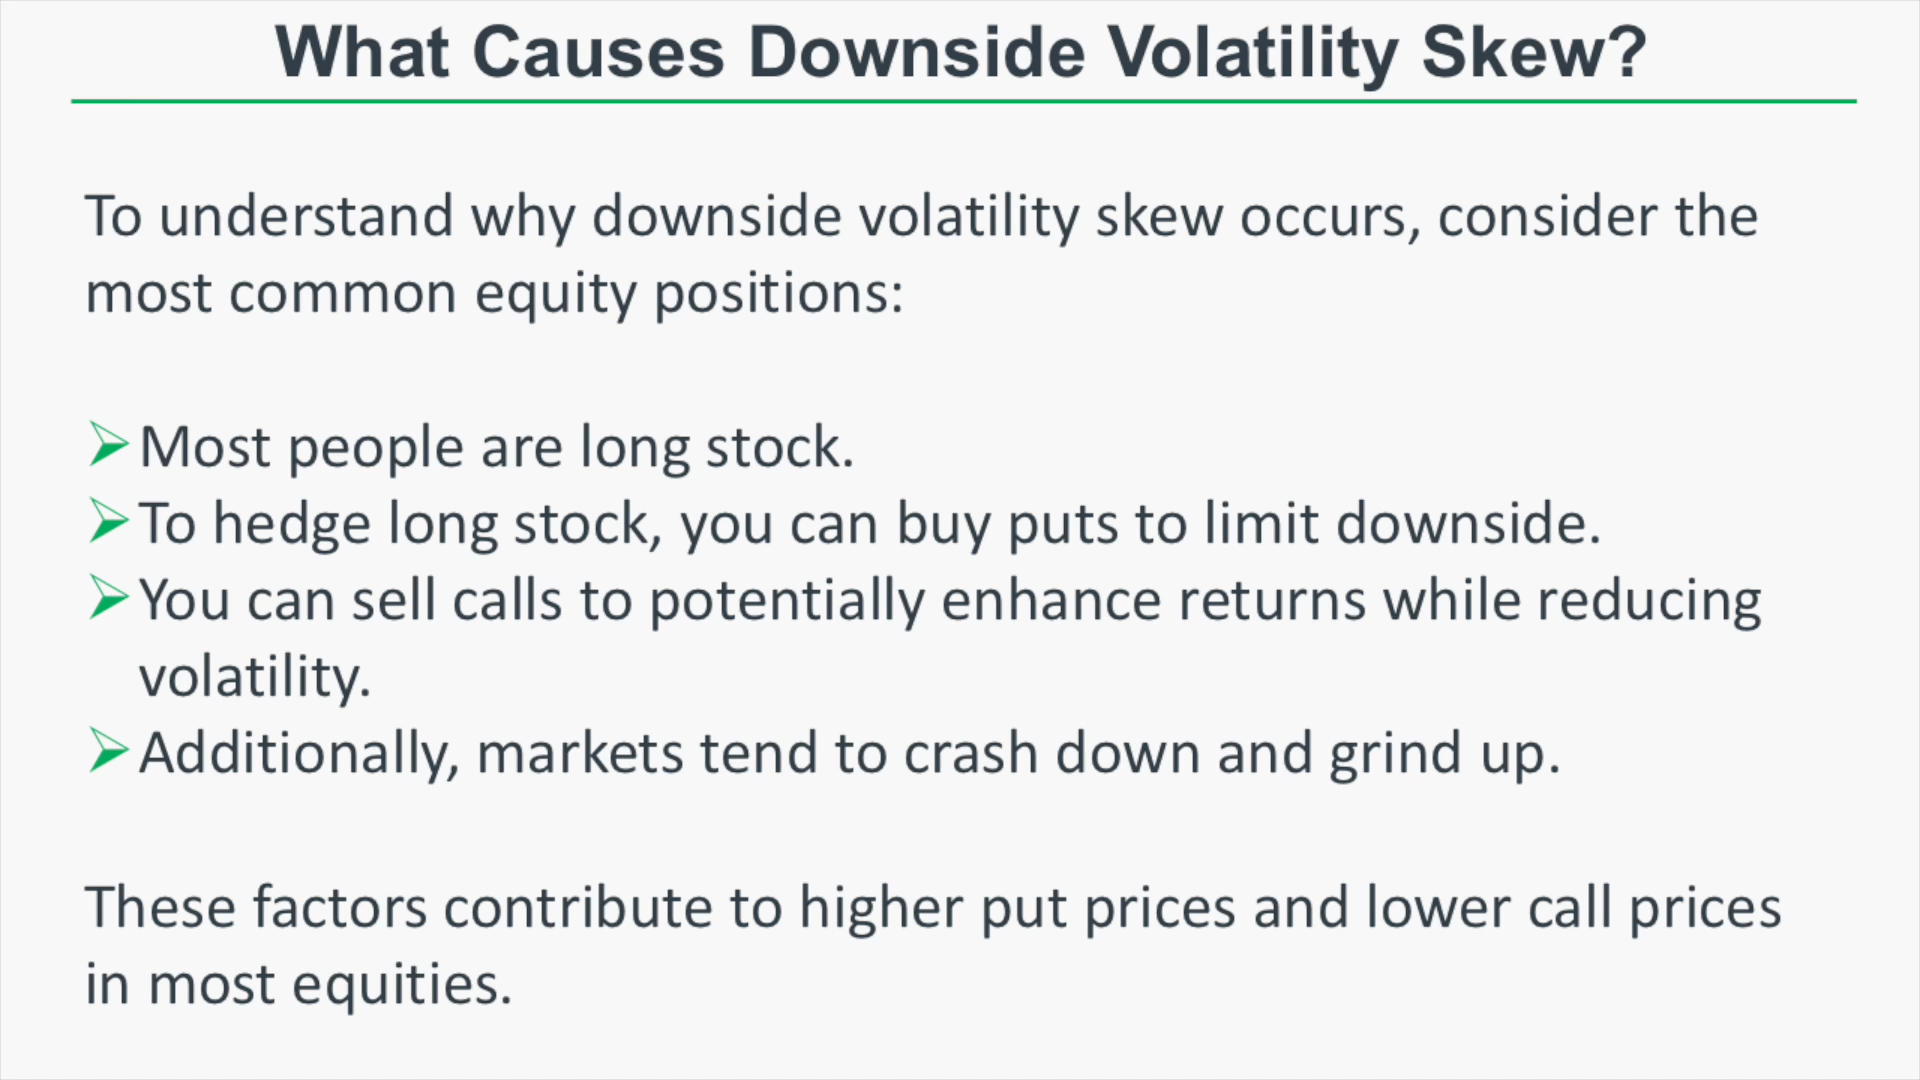 What Causes Downside Volatility Skew?
To understand why downside volatility skew occurs, consider the
most common equity positions:
Most people are long stock.
To hedge long stock, you can buy puts to limit downside.
You can sell calls to potentially enhance returns while reducing
volatility.
Additionally, markets tend to crash down and grind up.
These factors contribute to higher put prices and lower call prices
in most equities.